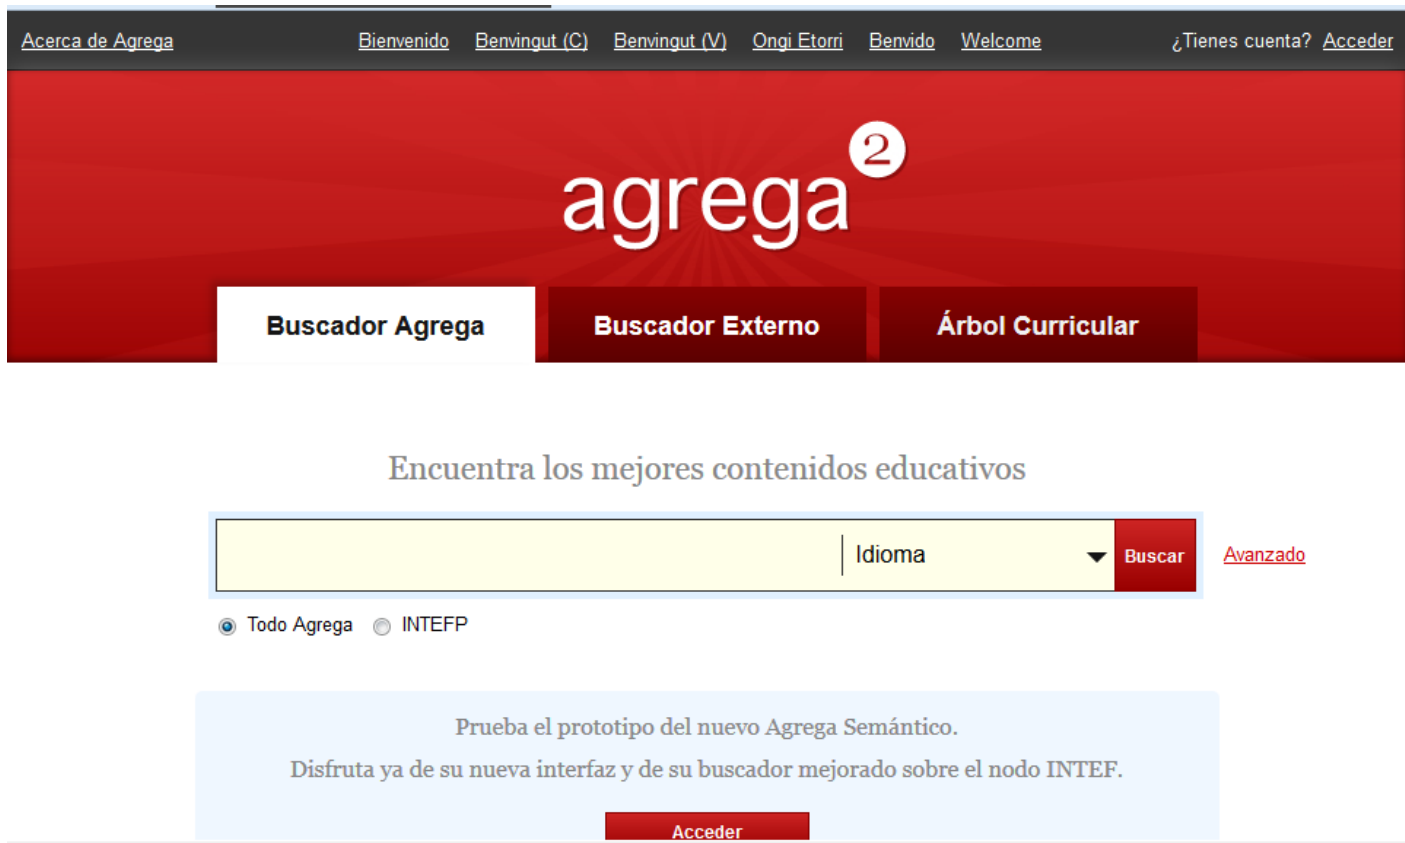 Acerca de Agrega Bienvenido Benvingut (C) Benvingut (V) Ongi Etorri Benvido Welcome ¿Tienes cuenta? Acceder
agrega 2
Buscador Agrega Buscador Externo Árbol Curricular
Encuentra los mejores contenidos educativos
Idioma Buscar Avanzado
Todo Agrega INTEFP
Prueba el prototipo del nuevo Agrega Semántico.
Disfruta ya de su nueva interfaz y de su buscador mejorado sobre el nodo INTEF.
Acceder